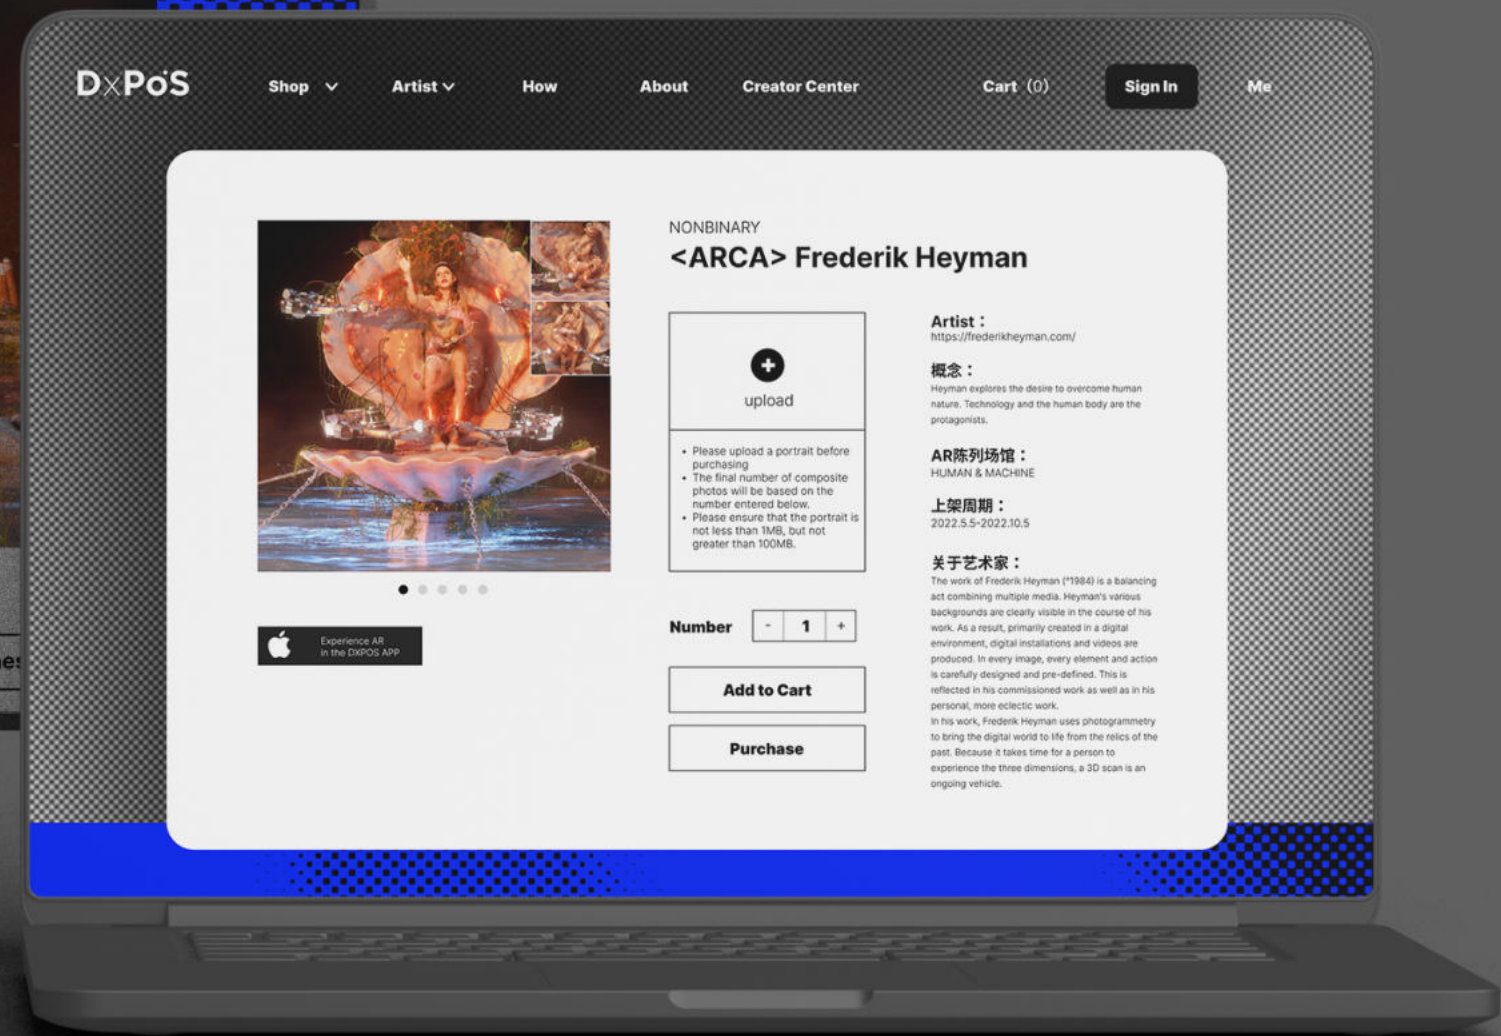 DxPoS
Shop
Artist
How
About
Creator Center
Cart (0)
Sign In
Me
NONBINARY
<ARCA> Frederik Heyman
upload
• Please upload a portrait before
purchasing
• The final number of composite
photos will be based on the
number entered below.
• Please ensure that the portrait is
not less than 1MB, but not
greater than 100MB.
Number
- 1 +
Add to Cart
Purchase
Experience AR
in the DXPOS APP
Artist：
https://frederikheyman.com/
概念：
Heyman explores the desire to overcome human
nature. Technology and the human body are the
protagonists.
AR陈列场馆：
HUMAN & MACHINE
上架周期：
2022.5.5-2022.10.5
关于艺术家：
The work of Frederik Heyman (°1984) is a balancing
act combining multiple media. Heyman's various
backgrounds are clearly visible in the course of his
work. As a result, primarily created in a digital
environment, digital installations and videos are
produced. In every image, every element and action
is carefully designed and pre-defined. This is
reflected in his commissioned work as well as in his
personal, more eclectic work.
In his work, Frederik Heyman uses photogrammetry
to bring the digital world to life from the relics of the
past. Because it takes time for a person to
experience the three dimensions, a 3D scan is an
ongoing vehicle.